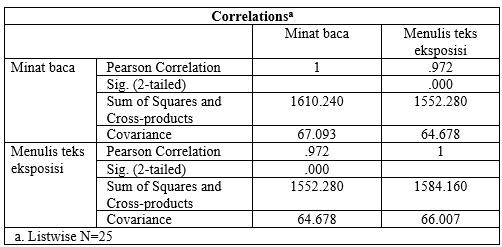 Correlationsᵃ
Minat baca Menulis teks
eksposisi
Minat baca Pearson Correlation 1 .972
Sig. (2-tailed) .000
Sum of Squares and 1610.240 1552.280
Cross-products
Covariance 67.093 64.678
Menulis teks Pearson Correlation .972 1
eksposisi Sig. (2-tailed) .000
Sum of Squares and 1552.280 1584.160
Cross-products
Covariance 64.678 66.007
a. Listwise N=25